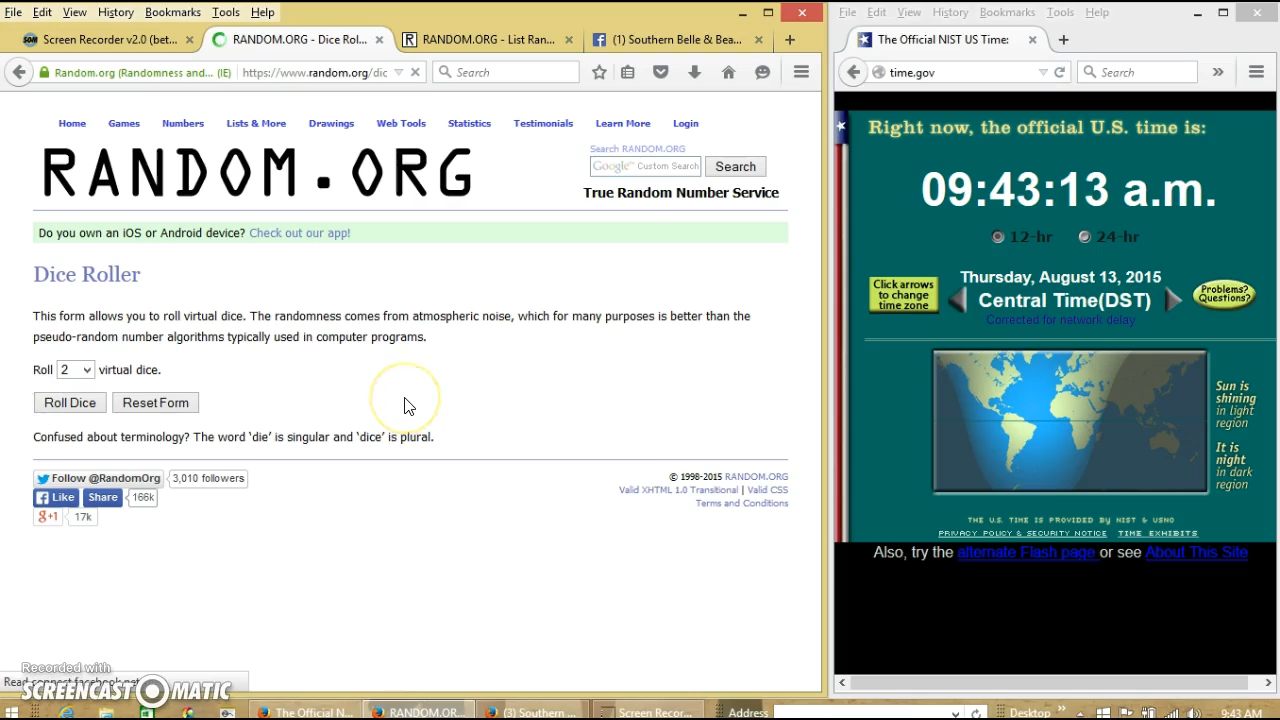 File Edit View History Bookmarks Tools Help
Screen Recorder v2.0 (bet...
RANDOM.ORG - Dice Rol...
RANDOM.ORG - List Ran...
(1) Southern Belle & Bea...
Random.org (Randomness and... (IE)
https://www.random.org/dic
Search
Home Games Numbers Lists & More Drawings Web Tools Statistics Testimonials Learn More Login
RANDOM.ORG
Search RANDOM.ORG
Google™ Custom Search
Search
True Random Number Service
Do you own an iOS or Android device? Check out our app!
Dice Roller
This form allows you to roll virtual dice. The randomness comes from atmospheric noise, which for many purposes is better than the
pseudo-random number algorithms typically used in computer programs.
Roll 2 virtual dice.
Roll Dice Reset Form
Confused about terminology? The word ‘die’ is singular and ‘dice’ is plural.
Follow @RandomOrg 3,010 followers
Like Share 166k
g+1 17k
© 1998-2015 RANDOM.ORG
Valid XHTML 1.0 Transitional | Valid CSS
Terms and Conditions
Recorded with
SCREENCAST-O-MATIC
File Edit View History Bookmarks Tools Help
The Official NIST US Time:
time.gov
Search
Right now, the official U.S. time is:
09:43:13 a.m.
12-hr 24-hr
Click arrows
to change
time zone
Thursday, August 13, 2015
Central Time(DST)
Corrected for network delay
Problems?
Questions?
Sun is
shining
in light
region
It is
night
in dark
region
THE U.S. TIME IS PROVIDED BY NIST & USNO
PRIVACY POLICY & SECURITY NOTICE TIME EXHIBITS
Also, try the alternate Flash page or see About This Site
The Official N...
RANDOM.OR...
(3) Southern ...
Screen Recor...
Address
Desktop
9:43 AM